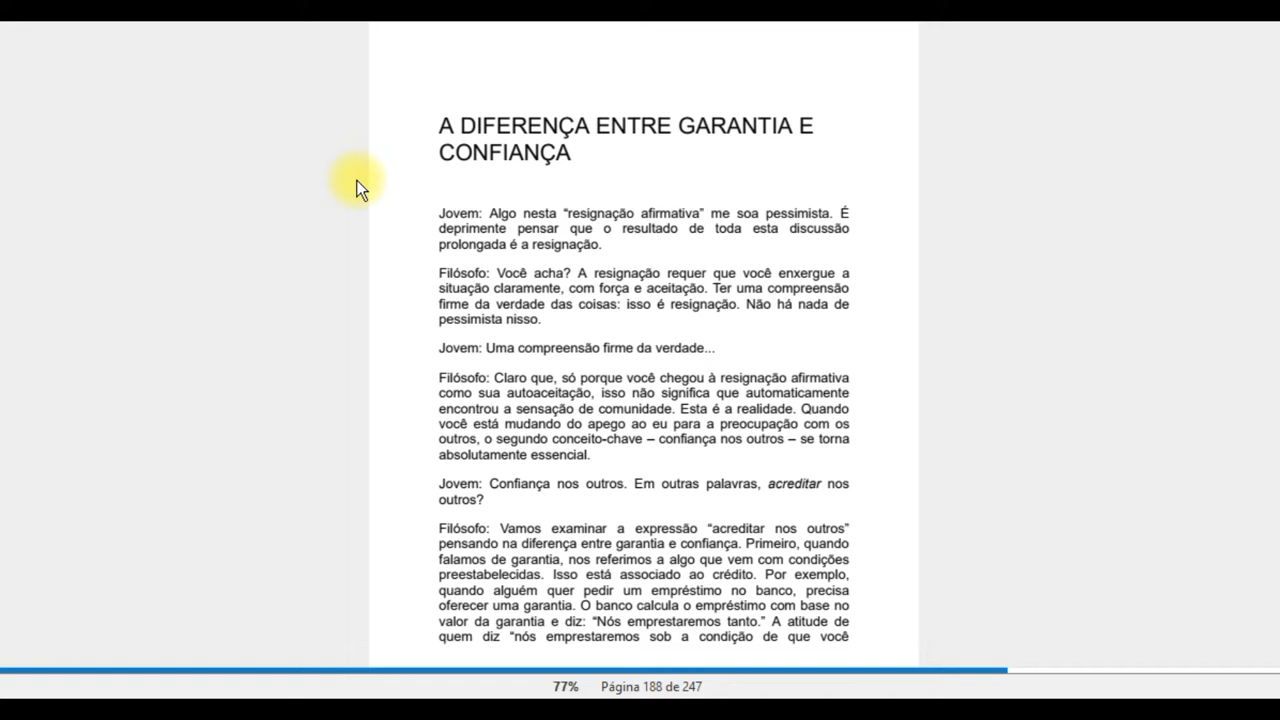 A DIFERENÇA ENTRE GARANTIA E
CONFIANÇA
Jovem: Algo nesta “resignação afirmativa” me soa pessimista. É
deprimente pensar que o resultado de toda esta discussão
prolongada é a resignação.
Filósofo: Você acha? A resignação requer que você enxergue a
situação claramente, com força e aceitação. Ter uma compreensão
firme da verdade das coisas: isso é resignação. Não há nada de
pessimista nisso.
Jovem: Uma compreensão firme da verdade...
Filósofo: Claro que, só porque você chegou à resignação afirmativa
como sua autoaceitação, isso não significa que automaticamente
encontrou a sensação de comunidade. Esta é a realidade. Quando
você está mudando do apego ao eu para a preocupação com os
outros, o segundo conceito-chave – confiança nos outros – se torna
absolutamente essencial.
Jovem: Confiança nos outros. Em outras palavras, acreditar nos
outros?
Filósofo: Vamos examinar a expressão “acreditar nos outros”
pensando na diferença entre garantia e confiança. Primeiro, quando
falamos de garantia, nos referimos a algo que vem com condições
preestabelecidas. Isso está associado ao crédito. Por exemplo,
quando alguém quer pedir um empréstimo no banco, precisa
oferecer uma garantia. O banco calcula o empréstimo com base no
valor da garantia e diz: “Nós emprestaremos tanto.” A atitude de
quem diz “nós emprestaremos sob a condição de que você
77% Página 188 de 247